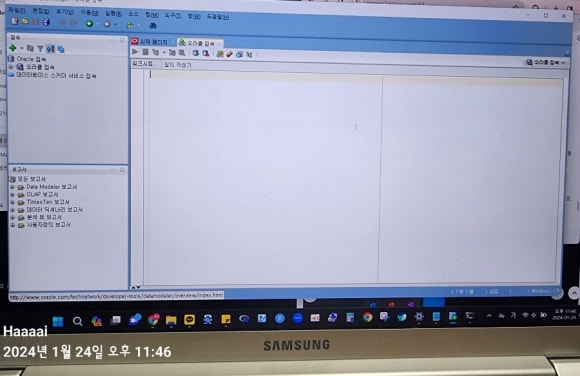 파일(F) 편집(E) 보기(V) 이동(N) 실행(R) 소스 팀(M) 도구(T) 창(W) 도움말(H)
접속
시작 페이지
오라클 접속
Oracle 접속
오라클 접속
데이터베이스 스키마 서비스 접속
워크시트
질의 작성기
오라클 접속
보고서
모든 보고서
Data Modeler 보고서
OLAP 보고서
TimesTen 보고서
데이터 딕셔너리 보고서
분석 뷰 보고서
사용자정의 보고서
http://www.oracle.com/technetwork/developer-tools/datamodeler/overview/index.html
오후 11:46
2024-01-24
Haaaai
2024년 1월 24일 오후 11:46
SAMSUNG